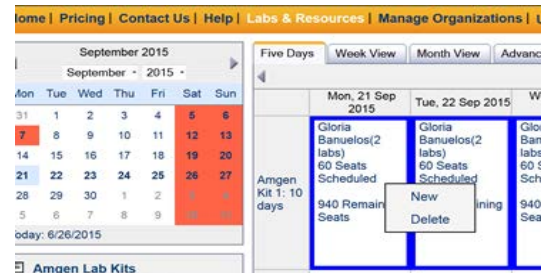 Home | Pricing | Contact Us | Help | Labs & Resources | Manage Organizations |
September 2015
September 2015
Mon Tue Wed Thu Fri Sat Sun
31 1 2 3 4 5 6
7 8 9 10 11 12 13
14 15 16 17 18 19 20
21 22 23 24 25 26 27
28 29 30 1 2
5 6 7 8 9
Today: 6/26/2015
Amgen Lab Kits
Five Days Week View Month View Advanc
Mon, 21 Sep 2015
Tue, 22 Sep 2015
W
Amgen
Kit 1: 10
days
Gloria
Banuelos(2
labs)
60 Seats
Scheduled
940 Remain
Seats
Gloria
Banuelos(2
labs)
60 Seats
Scheduled
ining
Glor
Ban
labs
60 S
Sch
940
Sea
New
Delete